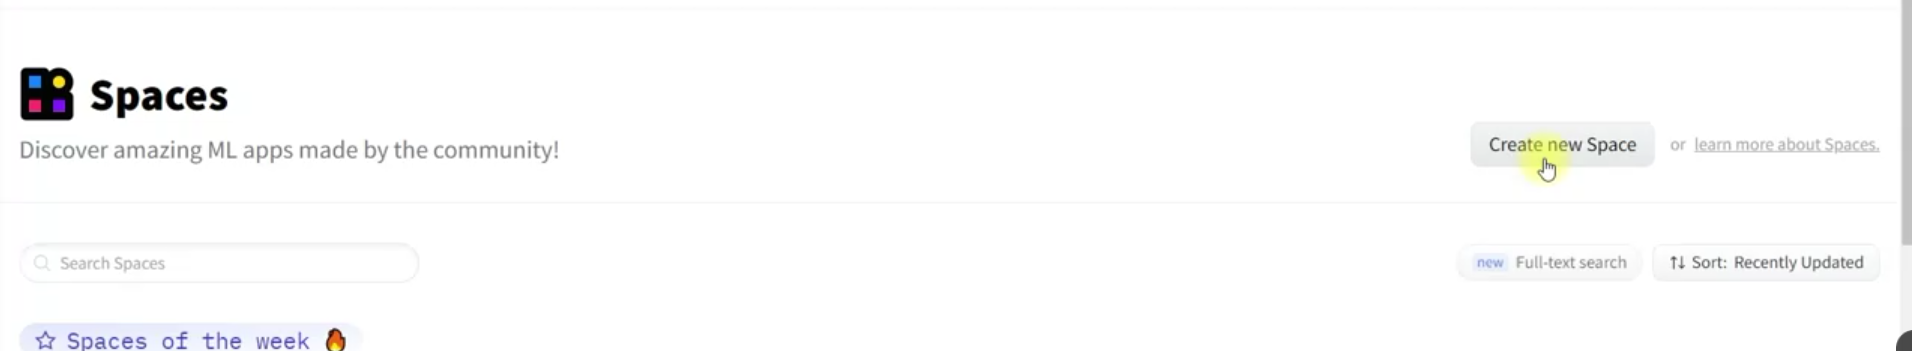 Spaces
Discover amazing ML apps made by the community!
Create new Space or learn more about Spaces.
Search Spaces
new Full-text search
Sort: Recently Updated
Spaces of the week 🔥